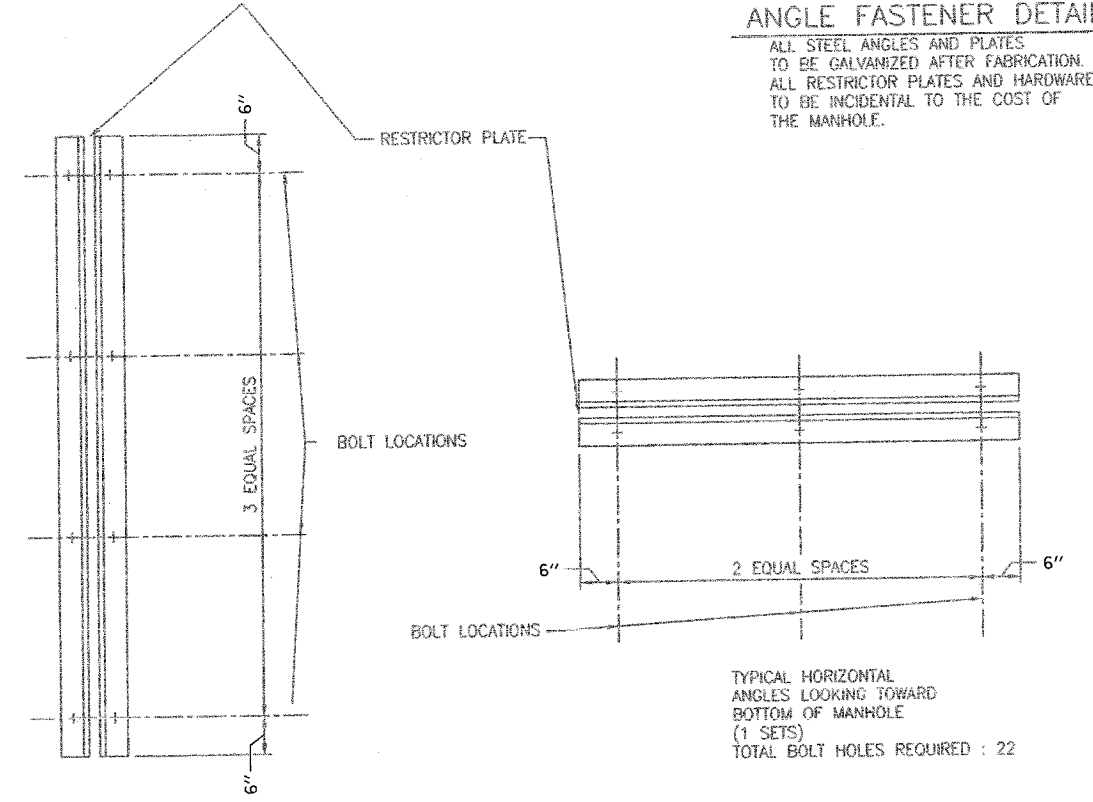 ANGLE FASTENER DETAIL
ALL STEEL ANGLES AND PLATES
TO BE GALVANIZED AFTER FABRICATION.
ALL RESTRICTOR PLATES AND HARDWARE
TO BE INCIDENTAL TO THE COST OF
THE MANHOLE.
6"
RESTRICTOR PLATE
3 EQUAL SPACES
BOLT LOCATIONS
6"
6"
2 EQUAL SPACES
6"
BOLT LOCATIONS
TYPICAL HORIZONTAL
ANGLES LOOKING TOWARD
BOTTOM OF MANHOLE
(1 SETS)
TOTAL BOLT HOLES REQUIRED : 22